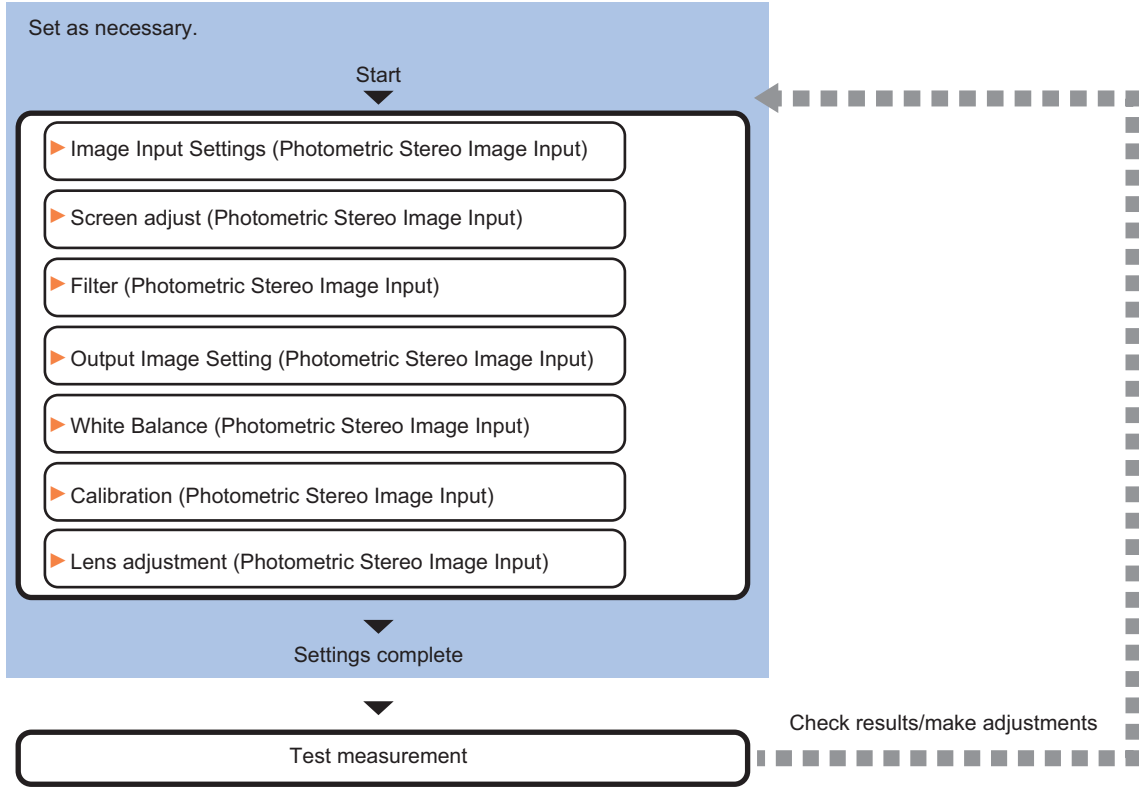 Set as necessary.
Start
Image Input Settings (Photometric Stereo Image Input)
Screen adjust (Photometric Stereo Image Input)
Filter (Photometric Stereo Image Input)
Output Image Setting (Photometric Stereo Image Input)
White Balance (Photometric Stereo Image Input)
Calibration (Photometric Stereo Image Input)
Lens adjustment (Photometric Stereo Image Input)
Settings complete
Check results/make adjustments
Test measurement